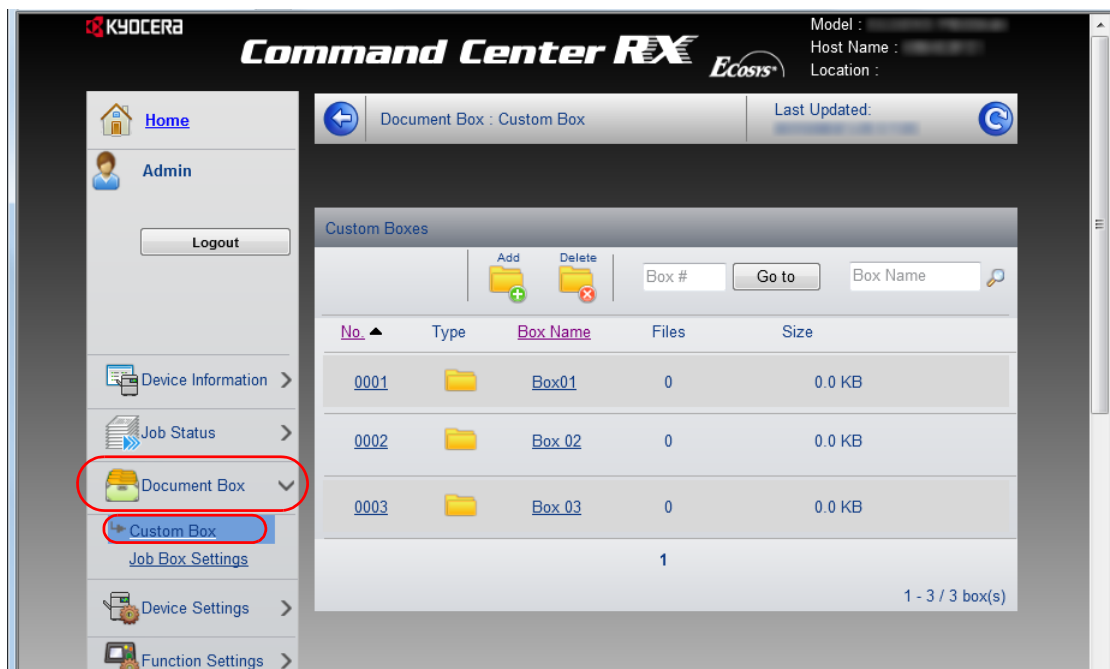 KYOCERA
Command Center RX
Ecosys
Model :
Host Name :
Location :
Home
Admin
Logout
Device Information
Job Status
Document Box
Custom Box
Job Box Settings
Device Settings
Function Settings
Document Box : Custom Box
Last Updated:
Custom Boxes
Add Delete
Box # Go to Box Name
No. Type Box Name Files Size
0001 Box01 0 0.0 KB
0002 Box 02 0 0.0 KB
0003 Box 03 0 0.0 KB
1
1 - 3 / 3 box(s)